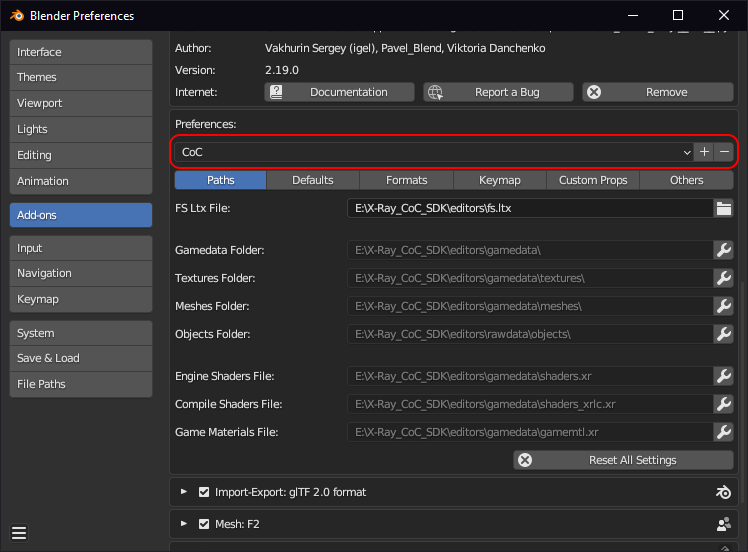 Blender Preferences
Interface
Themes
Viewport
Lights
Editing
Animation
Add-ons
Input
Navigation
Keymap
System
Save & Load
File Paths
Author: Vakhurin Sergey (igel), Pavel_Blend, Viktoria Danchenko
Version: 2.19.0
Internet: Documentation Report a Bug Remove
Preferences:
CoC
Paths Defaults Formats Keymap Custom Props Others
FS Ltx File: E:\X-Ray_CoC_SDK\editors\fs.ltx
Gamedata Folder: E:\X-Ray_CoC_SDK\editors\gamedata\
Textures Folder: E:\X-Ray_CoC_SDK\editors\gamedata\textures\
Meshes Folder: E:\X-Ray_CoC_SDK\editors\gamedata\meshes\
Objects Folder: E:\X-Ray_CoC_SDK\editors\rawdata\objects\
Engine Shaders File: E:\X-Ray_CoC_SDK\editors\gamedata\shaders.xr
Compile Shaders File: E:\X-Ray_CoC_SDK\editors\gamedata\shaders_xrlc.xr
Game Materials File: E:\X-Ray_CoC_SDK\editors\gamedata\gamemtl.xr
Reset All Settings
Import-Export: glTF 2.0 format
Mesh: F2